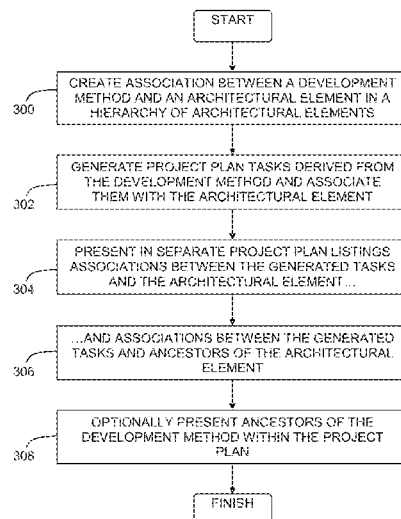 START
300
CREATE ASSOCIATION BETWEEN A DEVELOPMENT
METHOD AND AN ARCHITECTURAL ELEMENT IN A
HIERARCHY OF ARCHITECTURAL ELEMENTS
302
GENERATE PROJECT PLAN TASKS DERIVED FROM
THE DEVELOPMENT METHOD AND ASSOCIATE
THEM WITH THE ARCHITECTURAL ELEMENT
304
PRESENT IN SEPARATE PROJECT PLAN LISTINGS
ASSOCIATIONS BETWEEN THE GENERATED TASKS
AND THE ARCHITECTURAL ELEMENT...
306
...AND ASSOCIATIONS BETWEEN THE GENERATED
TASKS AND ANCESTORS OF THE ARCHITECTURAL
ELEMENT
308
OPTIONALLY PRESENT ANCESTORS OF THE
DEVELOPMENT METHOD WITHIN THE PROJECT
PLAN
FINISH